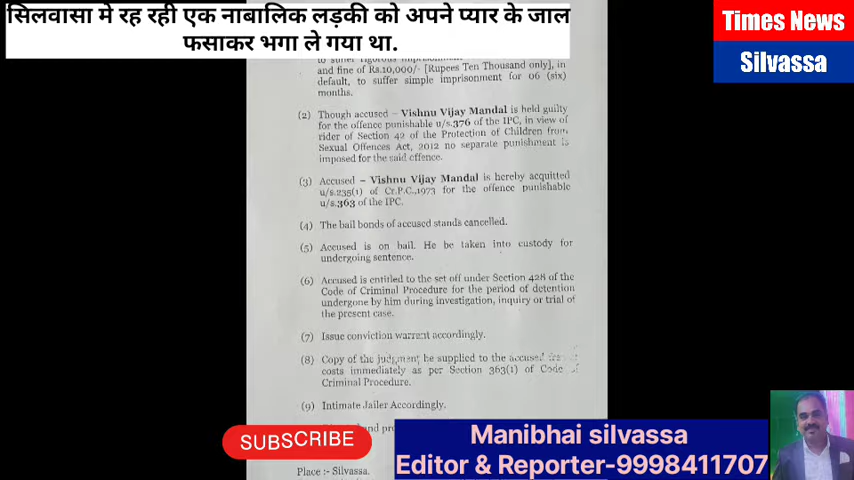 सिलवासा मे रह रही एक नाबालिक लड़की को अपने प्यार के जाल
फसाकर भगा ले गया था.
Times News
Silvassa
to suffer rigorous
and fine of Rs.10,000/- [Rupees Ten Thousand only], in
default, to suffer simple imprisonment for 06 (six)
months.
(2) Though accused – Vishnu Vijay Mandal is held guilty
for the offence punishable u/s.376 of the IPC, in view of
rider of Section 42 of the Protection of Children from
Sexual Offences Act, 2012 no separate punishment is
imposed for the said offence.
(3) Accused – Vishnu Vijay Mandal is hereby acquitted
u/s.235(1) of Cr.P.C.,1973 for the offence punishable
u/s.363 of the IPC.
(4) The bail bonds of accused stands cancelled.
(5) Accused is on bail. He be taken into custody for
undergoing sentence.
(6) Accused is entitled to the set off under Section 428 of the
Code of Criminal Procedure for the period of detention
undergone by him during investigation, inquiry or trial of
the present case.
(7) Issue conviction warrant accordingly.
(8) Copy of the judgment be supplied to the accused
costs immediately as per Section 363(1) of Code of
Criminal Procedure.
(9) Intimate Jailer Accordingly.
SUBSCRIBE
Manibhai silvassa
Editor & Reporter-9998411707
Place :- Silvassa.